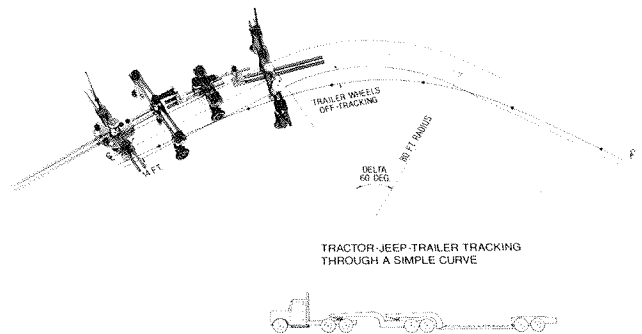 TRAILER WHEELS
OFF-TRACKING
14 FT.
80 FT RADIUS
DELTA
60 DEG.
TRACTOR-JEEP-TRAILER TRACKING
THROUGH A SIMPLE CURVE